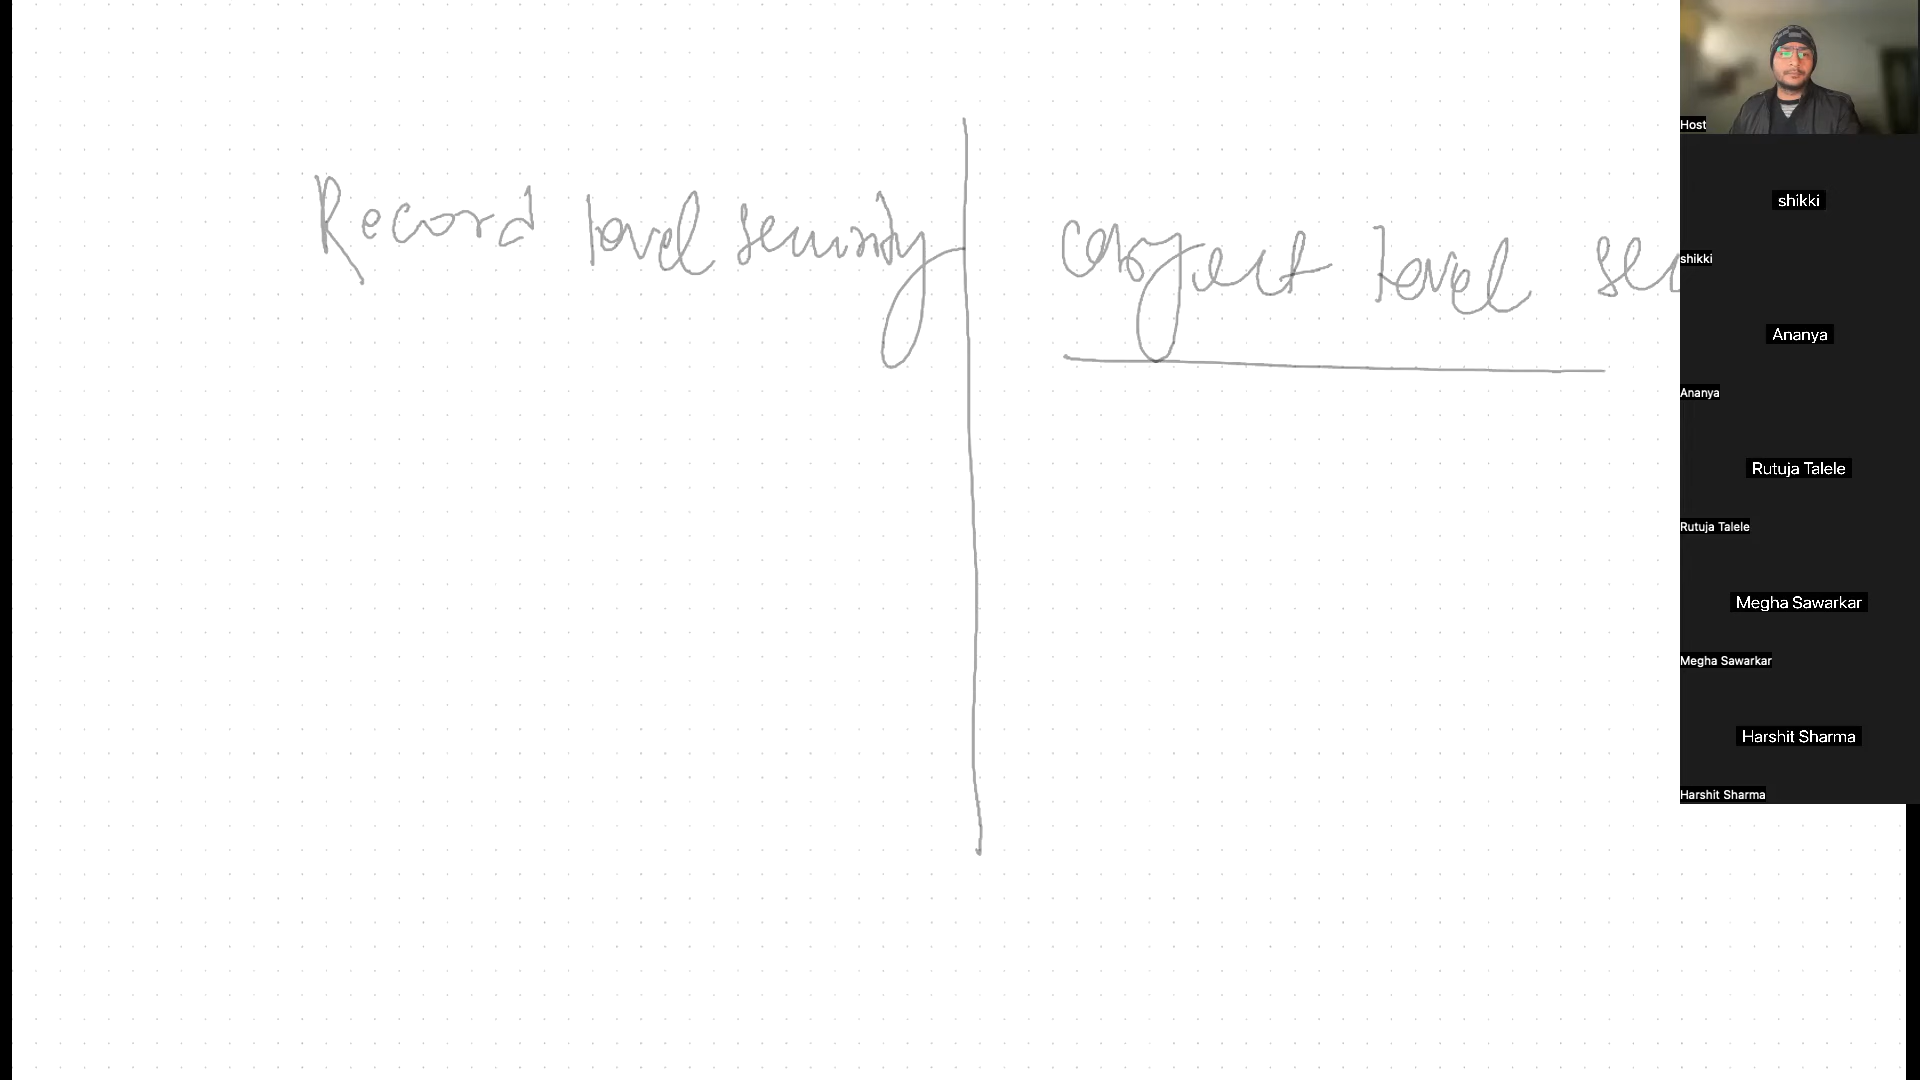 Record level security
object level sec
Host
shikki
shikki
Ananya
Ananya
Rutuja Talele
Rutuja Talele
Megha Sawarkar
Megha Sawarkar
Harshit Sharma
Harshit Sharma